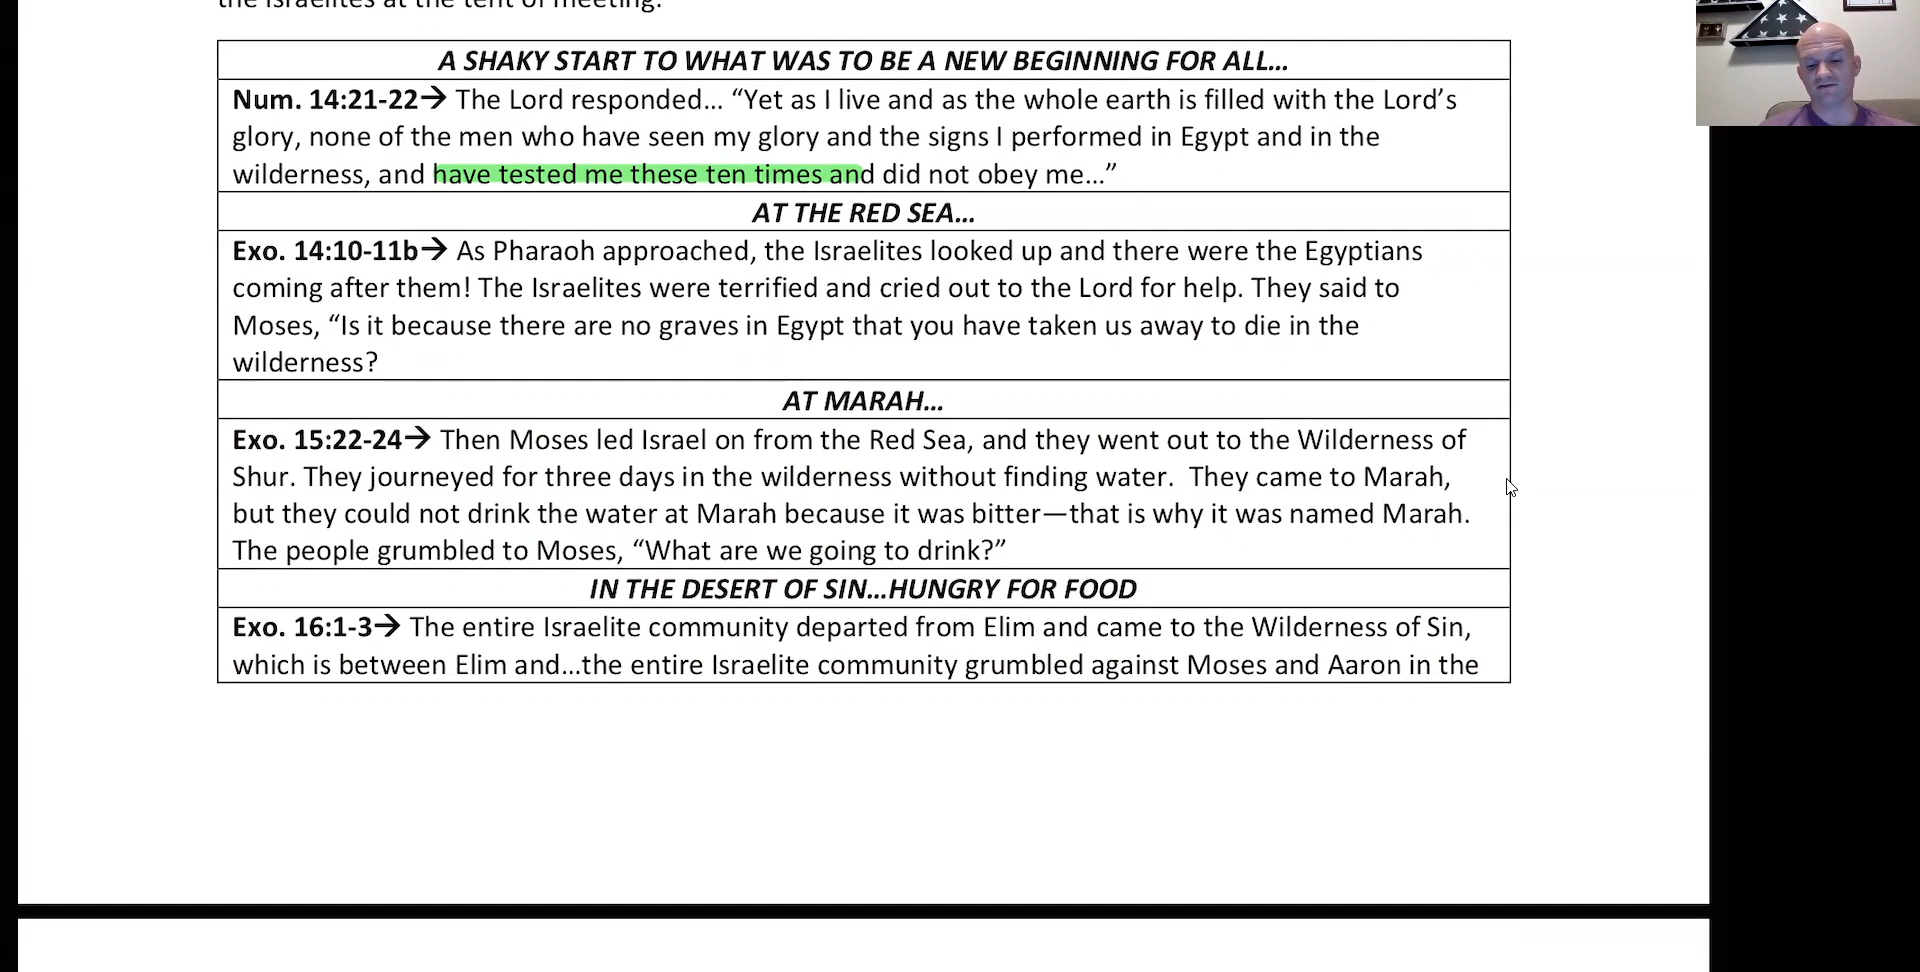 the Israelites at the tent of meeting.
A SHAKY START TO WHAT WAS TO BE A NEW BEGINNING FOR ALL…
Num. 14:21-22→ The Lord responded… “Yet as I live and as the whole earth is filled with the Lord’s
glory, none of the men who have seen my glory and the signs I performed in Egypt and in the
wilderness, and have tested me these ten times and did not obey me…”
AT THE RED SEA…
Exo. 14:10-11b→ As Pharaoh approached, the Israelites looked up and there were the Egyptians
coming after them! The Israelites were terrified and cried out to the Lord for help. They said to
Moses, “Is it because there are no graves in Egypt that you have taken us away to die in the
wilderness?
AT MARAH…
Exo. 15:22-24→ Then Moses led Israel on from the Red Sea, and they went out to the Wilderness of
Shur. They journeyed for three days in the wilderness without finding water.  They came to Marah,
but they could not drink the water at Marah because it was bitter—that is why it was named Marah.
The people grumbled to Moses, “What are we going to drink?”
IN THE DESERT OF SIN…HUNGRY FOR FOOD
Exo. 16:1-3→ The entire Israelite community departed from Elim and came to the Wilderness of Sin,
which is between Elim and…the entire Israelite community grumbled against Moses and Aaron in the